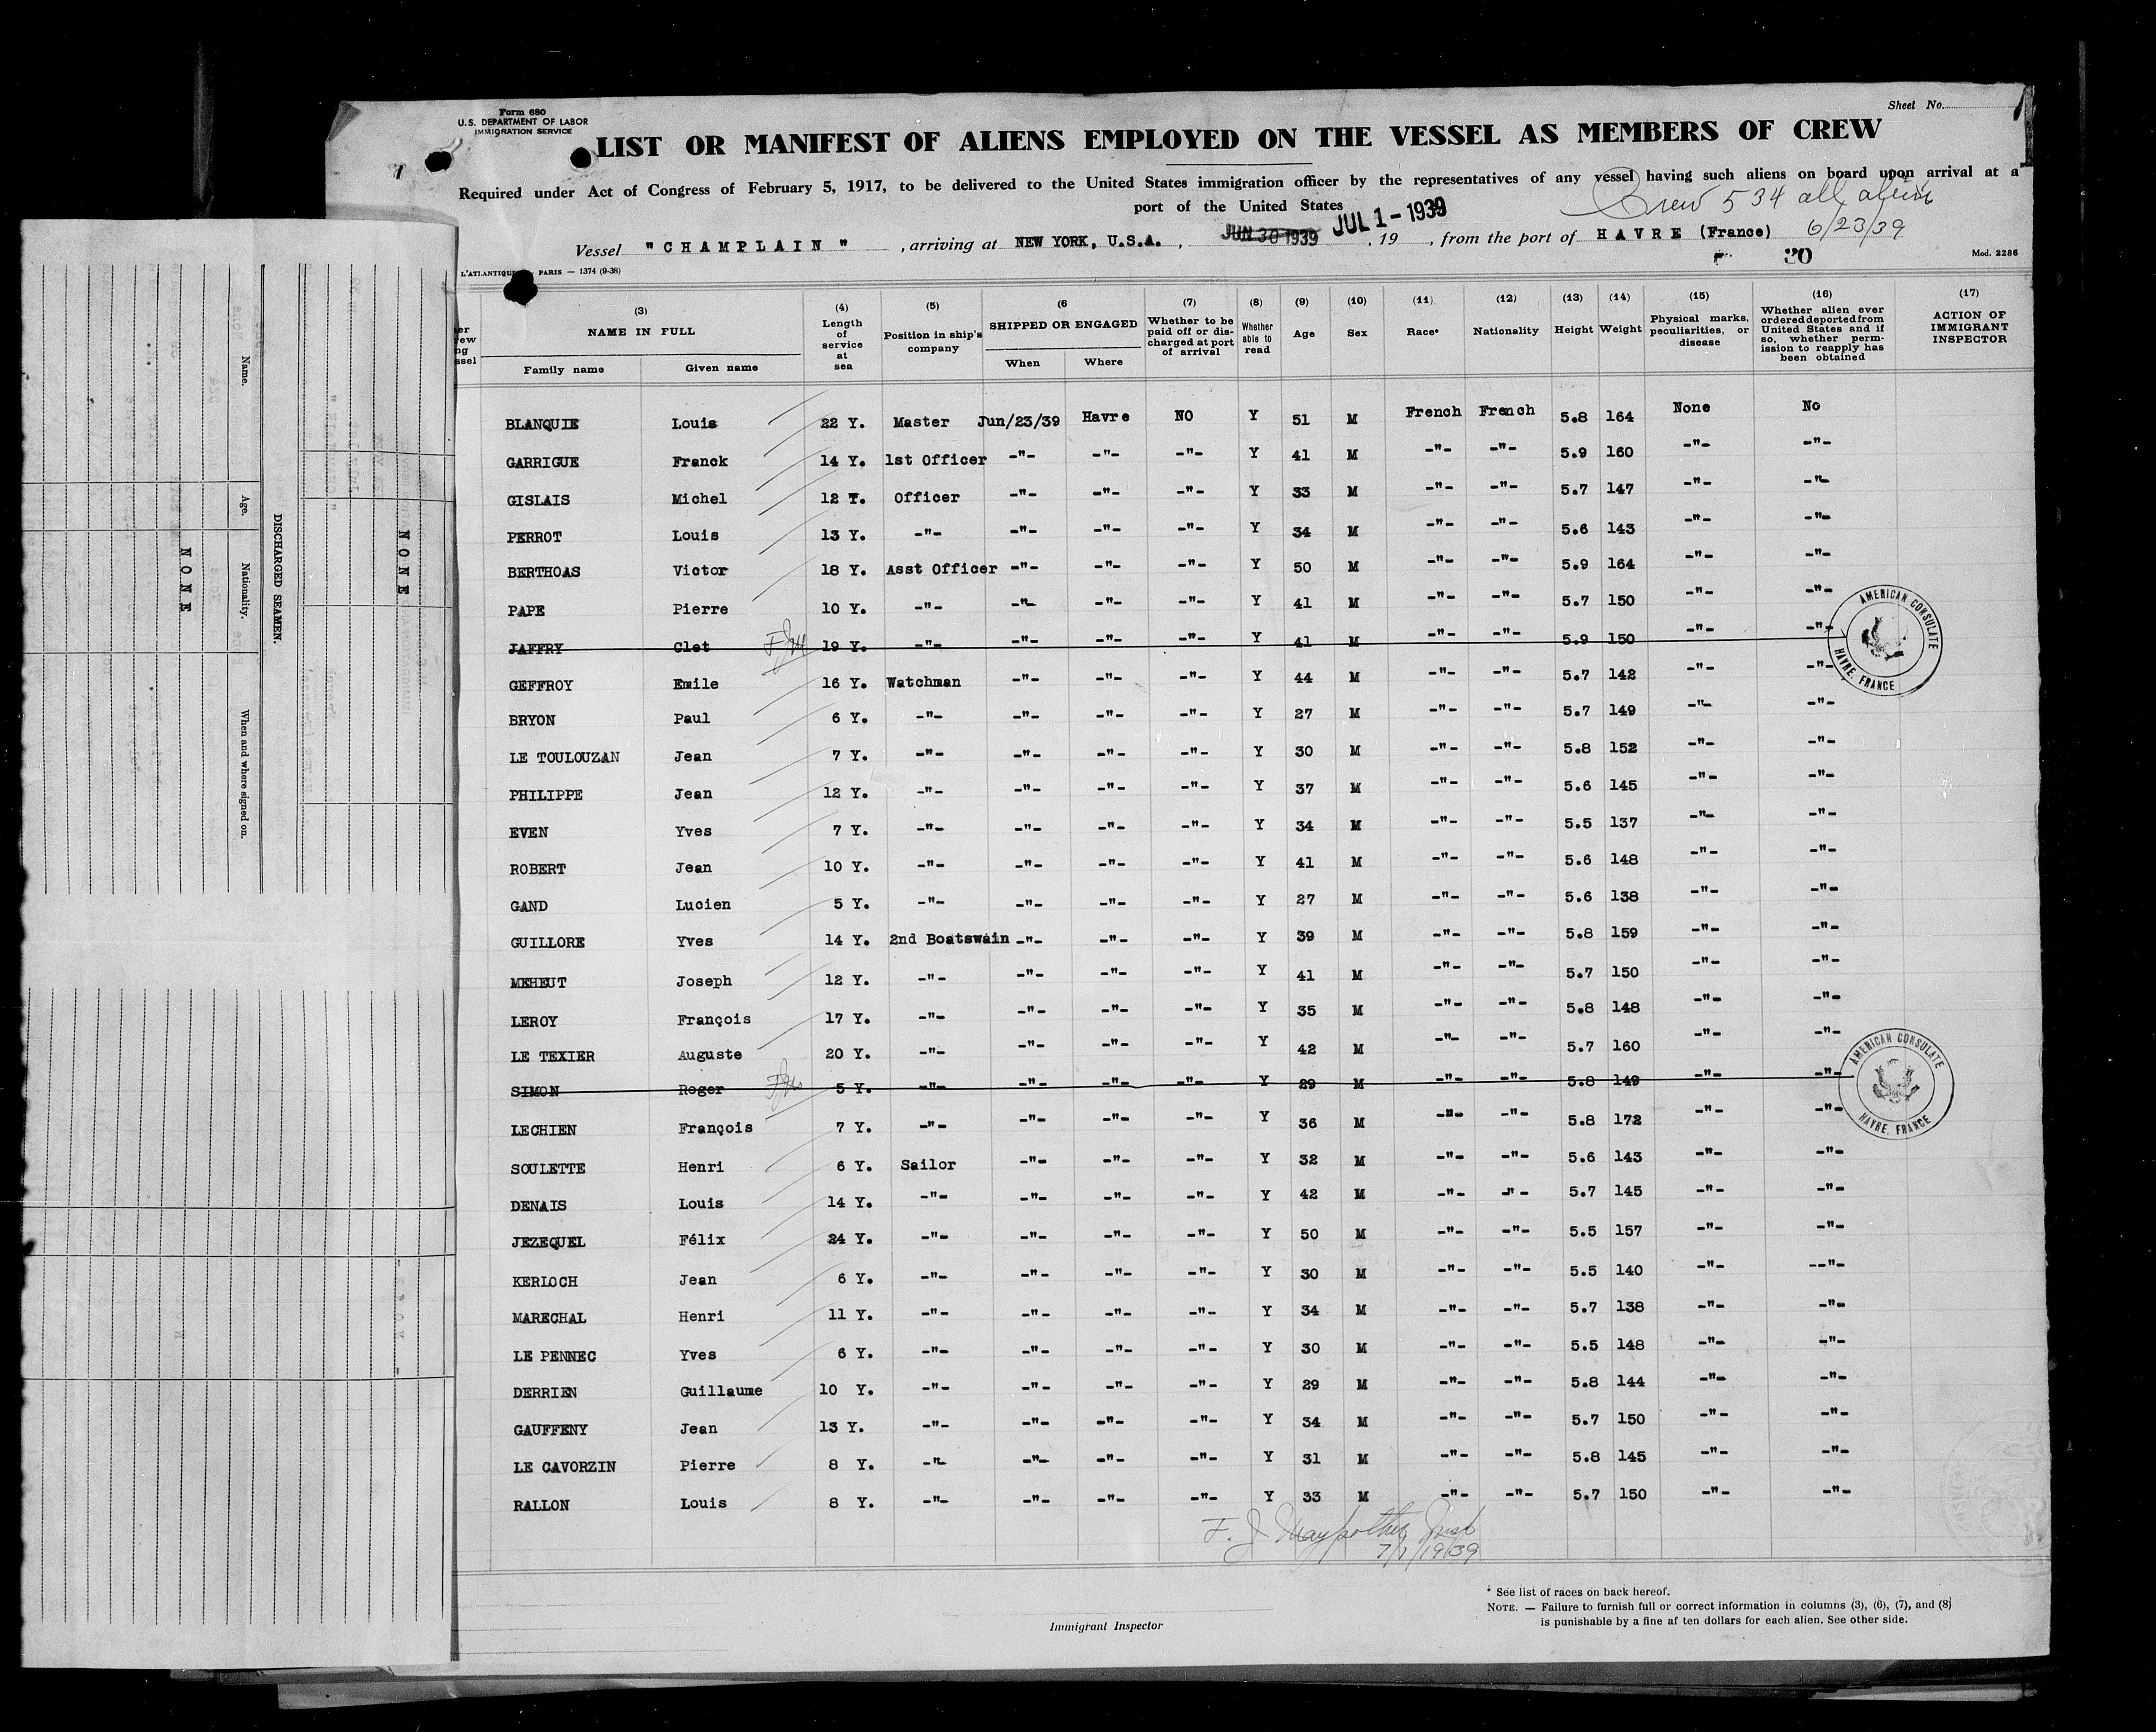 Form 680
U.S. DEPARTMENT OF LABOR
IMMIGRATION SERVICE
Sheet No. 1
LIST OR MANIFEST OF ALIENS EMPLOYED ON THE VESSEL AS MEMBERS OF CREW
Required under Act of Congress of February 5, 1917, to be delivered to the United States immigration officer by the representatives of any vessel having such aliens on board upon arrival at a
port of the United States
Crew 534 all aliens
Vessel "CHAMPLAIN", arriving at NEW YORK, U.S.A., JUN 30 1939 JUL 1-1939, 19, from the port of HAVRE (France) 6/23/39
L'ATLANTIQUE PARIS — 1374 (9-38)
20
Mod. 2286
(3) NAME IN FULL Family name Given name
(4) Length of service at sea
(5) Position in ship's company
(6 SHIPPED OR ENGAGED When Where
(7) Whether to be paid off or discharged at port of arrival
(8) Whether able to read
(9) Age
(10) Sex
(11) Race*
(12) Nationality
(13) Height
(14) Weight
(15) Physical marks, peculiarities, or disease
(16) Whether alien ever ordered deported from United States and if so, whether permission to reapply has been obtained
(17) ACTION OF IMMIGRANT INSPECTOR
BLANQUIE Louis 22 Y. Master Jun/23/39 Havre NO Y 51 M French French 5.8 164 None No
GARRIGUE Franck 14 Y. 1st Officer -"- -"- -"- Y 41 M -"- -"- 5.9 160 -"- -"-
GISLAIS Michel 12 Y. Officer -"- -"- -"- Y 33 M -"- -"- 5.7 147 -"- -"-
PERROT Louis 13 Y. -"- -"- -"- -"- Y 34 M -"- -"- 5.6 143 -"- -"-
BERTHOAS Victor 18 Y. Asst Officer -"- -"- -"- Y 50 M -"- -"- 5.9 164 -"- -"-
PAPE Pierre 10 Y. -"- -"- -"- -"- Y 41 M -"- -"- 5.7 150 -"- -"-
JAFFRY Clet 19 Y. -"- -"- -"- -"- Y 41 M -"- -"- 5.9 150 -"- -"-
GEFFROY Emile 16 Y. Watchman -"- -"- -"- Y 44 M -"- -"- 5.7 142 -"- -"-
BRYON Paul 6 Y. -"- -"- -"- -"- Y 27 M -"- -"- 5.7 149 -"- -"-
LE TOULOUZAN Jean 7 Y. -"- -"- -"- -"- Y 30 M -"- -"- 5.8 152 -"- -"-
PHILIPPE Jean 12 Y. -"- -"- -"- -"- Y 37 M -"- -"- 5.6 145 -"- -"-
EVEN Yves 7 Y. -"- -"- -"- -"- Y 34 M -"- -"- 5.5 137 -"- -"-
ROBERT Jean 10 Y. -"- -"- -"- -"- Y 41 M -"- -"- 5.6 148 -"- -"-
GAND Lucien 5 Y. -"- -"- -"- -"- Y 27 M -"- -"- 5.6 138 -"- -"-
GUILLORE Yves 14 Y. 2nd Boatswain -"- -"- -"- Y 39 M -"- -"- 5.8 159 -"- -"-
MEHEUT Joseph 12 Y. -"- -"- -"- -"- Y 41 M -"- -"- 5.7 150 -"- -"-
LEROY François 17 Y. -"- -"- -"- -"- Y 35 M -"- -"- 5.8 148 -"- -"-
LE TEXIER Auguste 20 Y. -"- -"- -"- -"- Y 42 M -"- -"- 5.7 160 -"- -"-
SIMON Roger 5 Y. -"- -"- -"- -"- Y 29 M -"- -"- 5.8 149 -"- -"-
LECHIEN François 7 Y. -"- -"- -"- -"- Y 36 M -"- -"- 5.8 172 -"- -"-
SOULETTE Henri 6 Y. Sailor -"- -"- -"- Y 32 M -"- -"- 5.6 143 -"- -"-
DENAIS Louis 14 Y. -"- -"- -"- -"- Y 42 M -"- -"- 5.7 145 -"- -"-
JEZEQUEL Félix 24 Y. -"- -"- -"- -"- Y 50 M -"- -"- 5.5 157 -"- -"-
KERLOCH Jean 6 Y. -"- -"- -"- -"- Y 30 M -"- -"- 5.5 140 -"- --"-
MARECHAL Henri 11 Y. -"- -"- -"- -"- Y 34 M -"- -"- 5.7 138 -"- -"-
LE PENNEC Yves 6 Y. -"- -"- -"- -"- Y 30 M -"- -"- 5.5 148 -"- -"-
DERRIEN Guillaume 10 Y. -"- -"- -"- -"- Y 29 M -"- -"- 5.8 144 -"- -"-
GAUFFENY Jean 13 Y. -"- -"- -"- -"- Y 34 M -"- -"- 5.7 150 -"- -"-
LE CAVORZIN Pierre 8 Y. -"- -"- -"- -"- Y 31 M -"- -"- 5.8 145 -"- -"-
RALLON Louis 8 Y. -"- -"- -"- -"- Y 33 M -"- -"- 5.7 150 -"- -"-
AMERICAN CONSULATE
HAVRE, FRANCE
AMERICAN CONSULATE
HAVRE, FRANCE
F. J. 7/1/1939
Immigrant Inspector
* See list of races on back hereof.
NOTE. — Failure to furnish full or correct information in columns (3), (6), (7), and (8)
is punishable by a fine af ten dollars for each alien. See other side.
NONE
DISCHARGED SEAMEN.
Name.
Age.
Nationality.
When and where signed on.
NONE